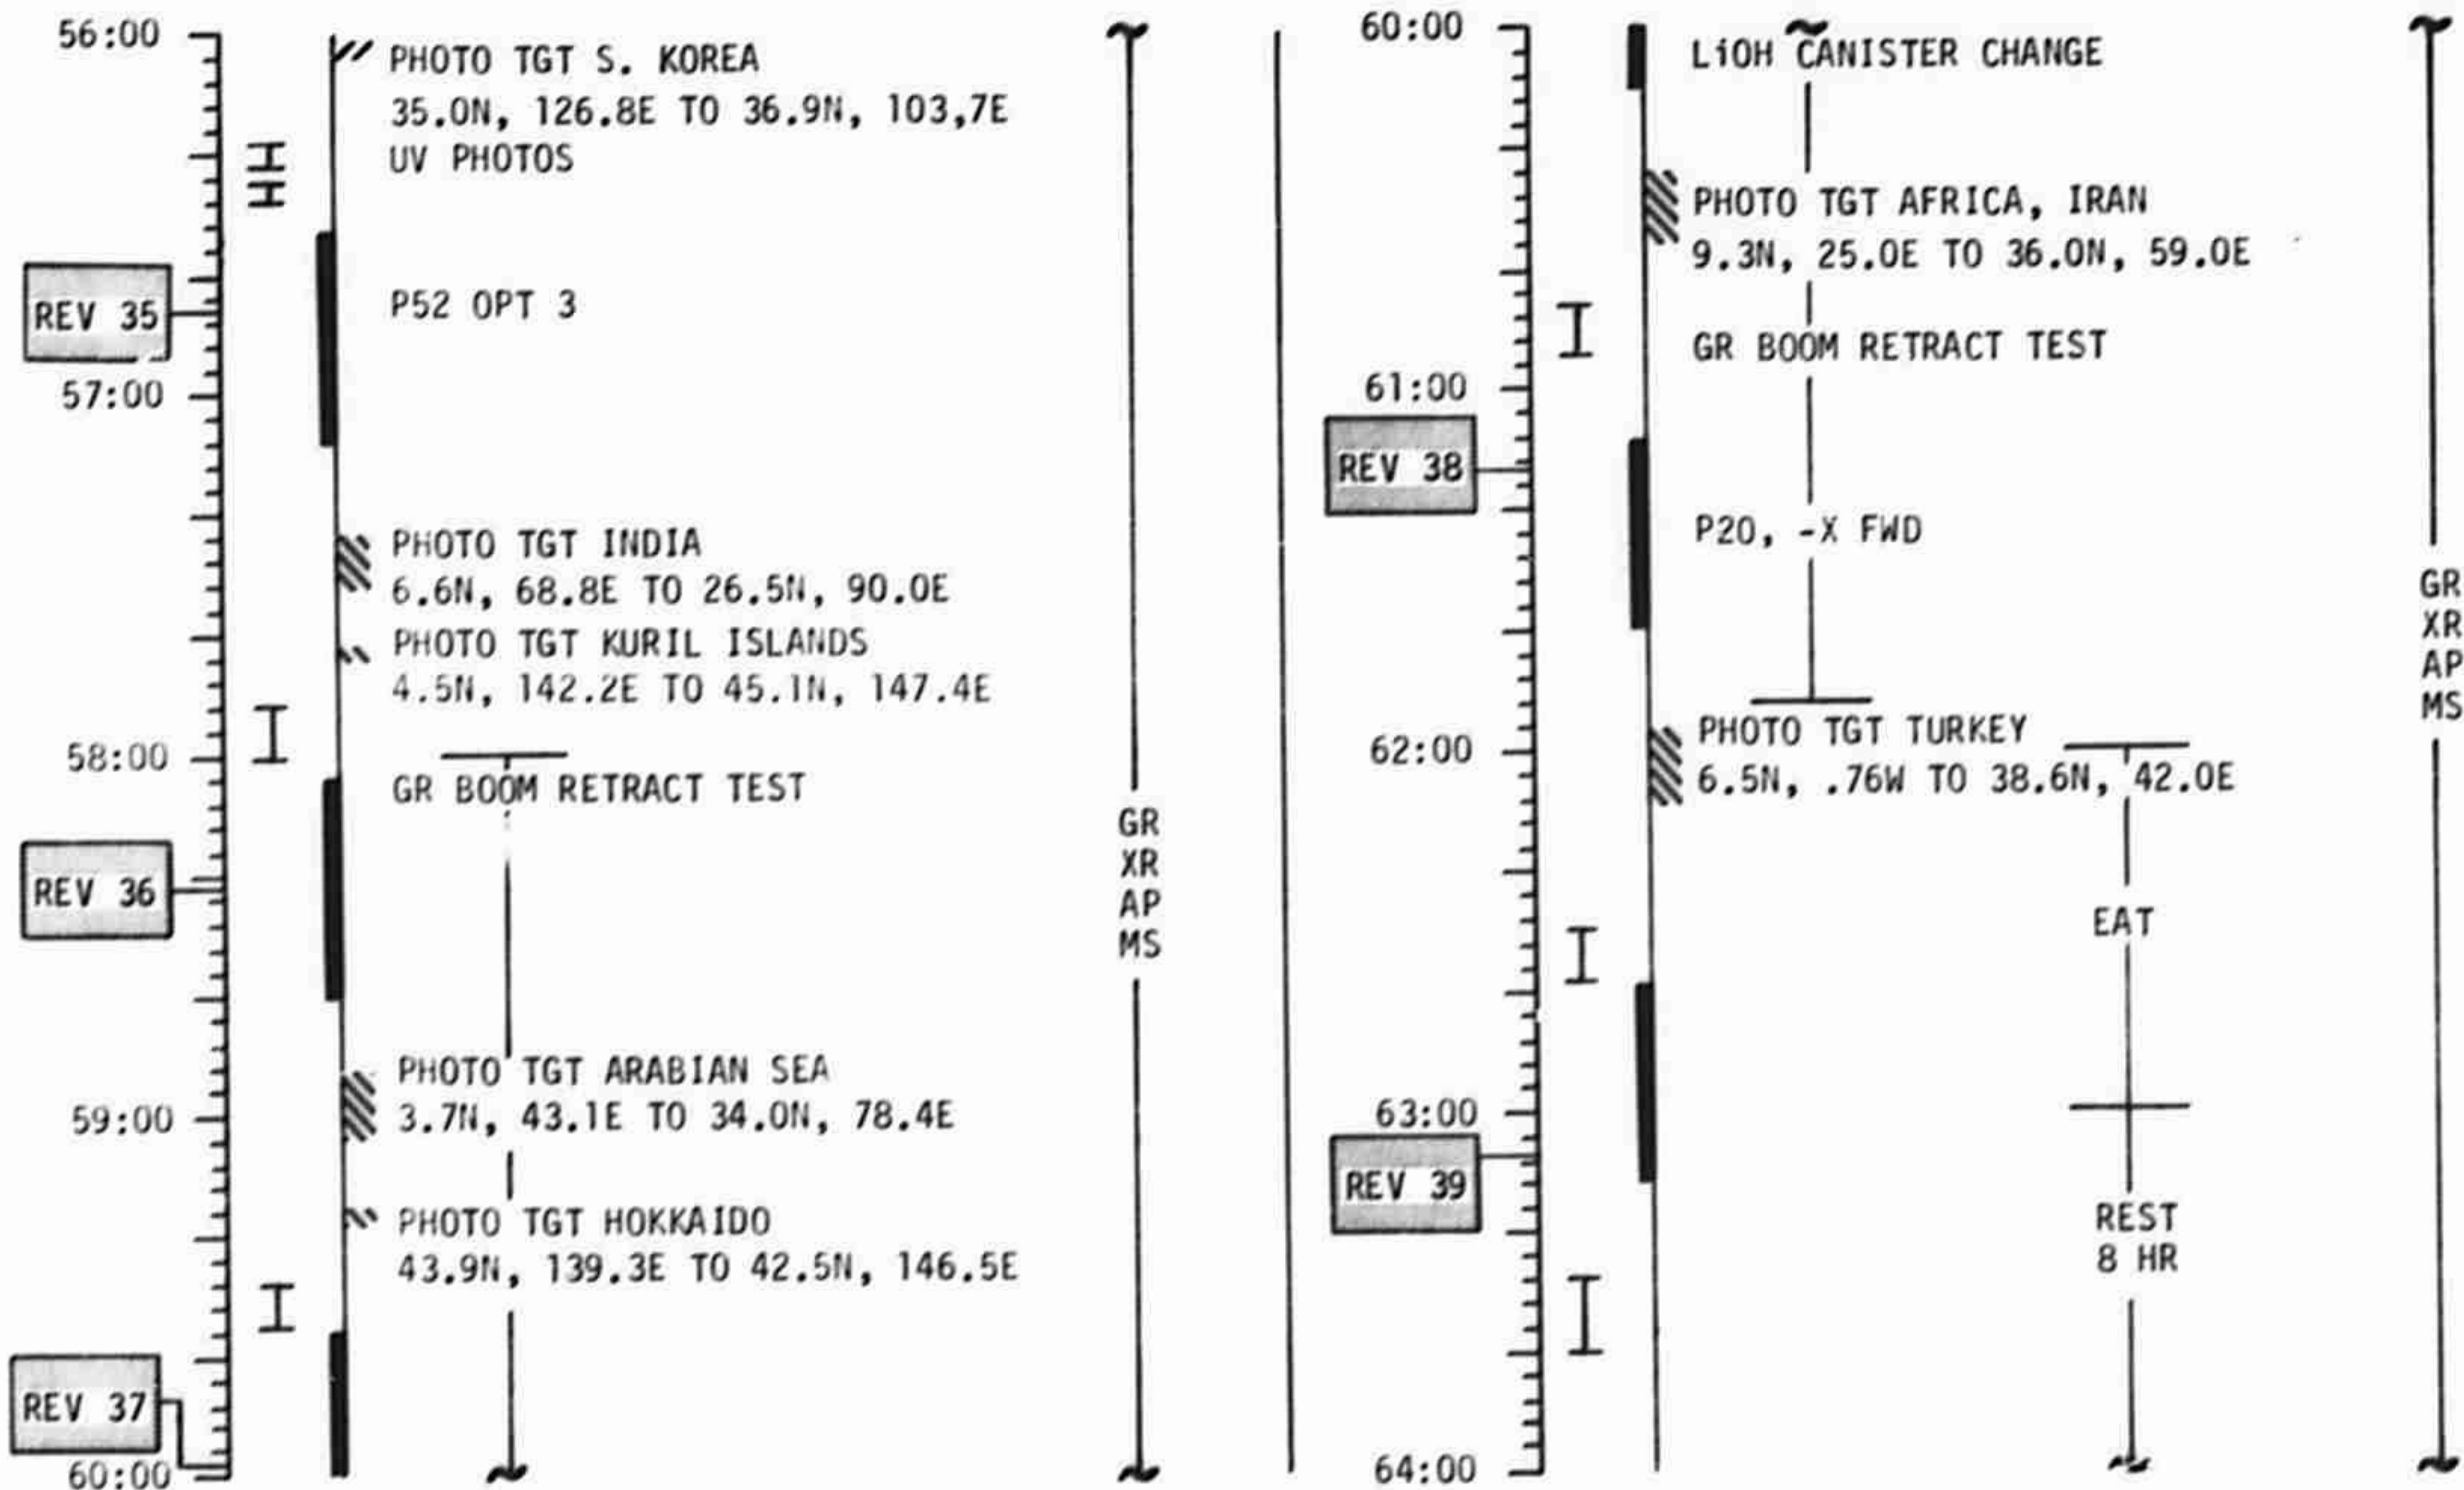 56:00
PHOTO TGT S. KOREA
35.0N, 126.8E TO 36.9N, 103,7E
UV PHOTOS
REV 35
P52 OPT 3
57:00
PHOTO TGT INDIA
6.6N, 68.8E TO 26.5N, 90.0E
PHOTO TGT KURIL ISLANDS
4.5N, 142.2E TO 45.1N, 147.4E
58:00
GR BOOM RETRACT TEST
REV 36
PHOTO TGT ARABIAN SEA
59:00
3.7N, 43.1E TO 34.0N, 78.4E
PHOTO TGT HOKKAIDO
43.9N, 139.3E TO 42.5N, 146.5E
REV 37
60:00
GR
XR
AP
MS
60:00
LiOH CANISTER CHANGE
PHOTO TGT AFRICA, IRAN
9.3N, 25.0E TO 36.0N, 59.0E
GR BOOM RETRACT TEST
61:00
REV 38
P20, -X FWD
PHOTO TGT TURKEY
62:00
6.5N, .76W TO 38.6N, 42.0E
EAT
63:00
REV 39
REST
8 HR
64:00
GR
XR
AP
MS